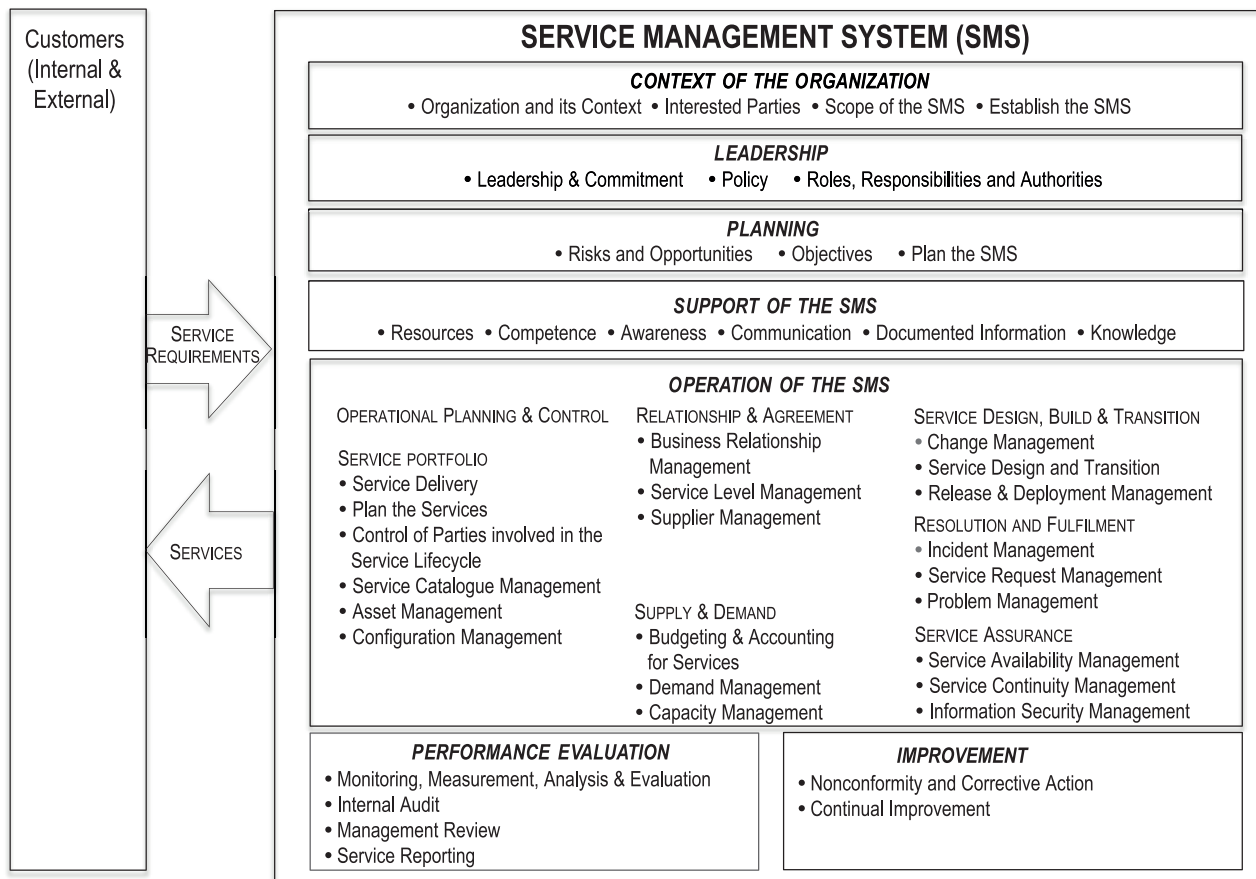 Customers
(Internal &
External)
SERVICE
REQUIREMENTS
SERVICES
SERVICE MANAGEMENT SYSTEM (SMS)
CONTEXT OF THE ORGANIZATION
• Organization and its Context • Interested Parties • Scope of the SMS • Establish the SMS
LEADERSHIP
• Leadership & Commitment • Policy • Roles, Responsibilities and Authorities
PLANNING
• Risks and Opportunities • Objectives • Plan the SMS
SUPPORT OF THE SMS
• Resources • Competence • Awareness • Communication • Documented Information • Knowledge
OPERATION OF THE SMS
OPERATIONAL PLANNING & CONTROL
SERVICE PORTFOLIO
• Service Delivery
• Plan the Services
• Control of Parties involved in the
Service Lifecycle
• Service Catalogue Management
• Asset Management
• Configuration Management
RELATIONSHIP & AGREEMENT
• Business Relationship
Management
• Service Level Management
• Supplier Management
SUPPLY & DEMAND
• Budgeting & Accounting
for Services
• Demand Management
• Capacity Management
SERVICE DESIGN, BUILD & TRANSITION
• Change Management
• Service Design and Transition
• Release & Deployment Management
RESOLUTION AND FULFILMENT
• Incident Management
• Service Request Management
• Problem Management
SERVICE ASSURANCE
• Service Availability Management
• Service Continuity Management
• Information Security Management
PERFORMANCE EVALUATION
• Monitoring, Measurement, Analysis & Evaluation
• Internal Audit
• Management Review
• Service Reporting
IMPROVEMENT
• Nonconformity and Corrective Action
• Continual Improvement